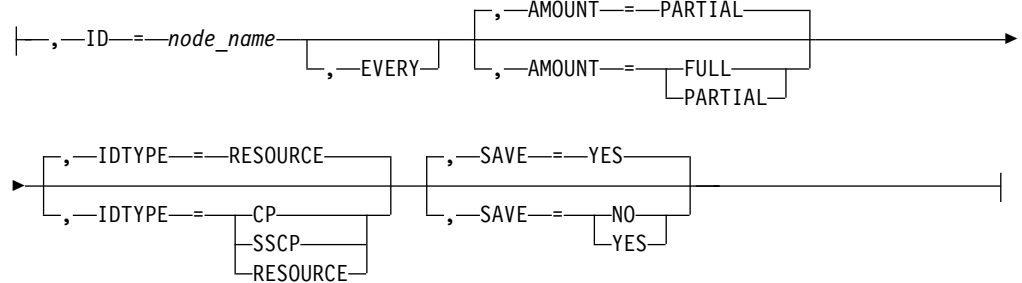 ,AMOUNT=PARTIAL
,ID=node_name
,EVERY
,AMOUNT=FULL
PARTIAL
,IDTYPE=RESOURCE
,SAVE=YES
,IDTYPE=CP
SSCP
RESOURCE
,SAVE=NO
YES